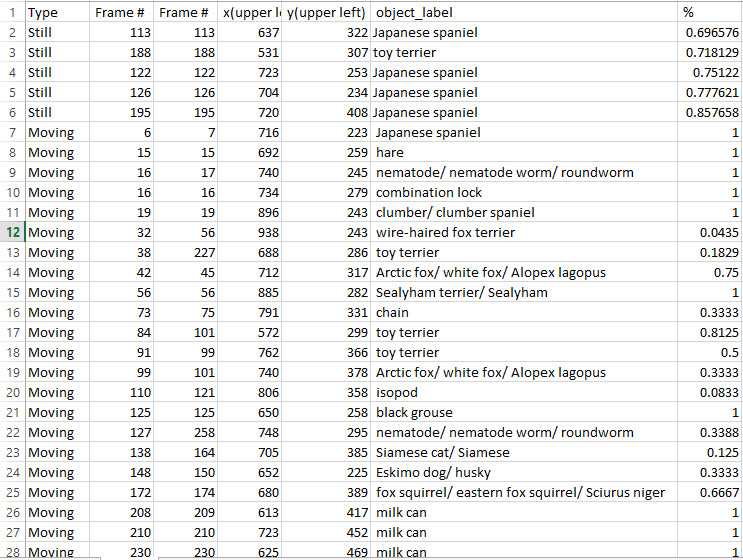 1 Type Frame # Frame # x(upper l y(upper left) object_label %
2 Still 113 113 637 322 Japanese spaniel 0.696576
3 Still 188 188 531 307 toy terrier 0.718129
4 Still 122 122 723 253 Japanese spaniel 0.75122
5 Still 126 126 704 234 Japanese spaniel 0.777621
6 Still 195 195 720 408 Japanese spaniel 0.857658
7 Moving 6 7 716 223 Japanese spaniel 1
8 Moving 15 15 692 259 hare 1
9 Moving 16 17 740 245 nematode/ nematode worm/ roundworm 1
10 Moving 16 16 734 279 combination lock 1
11 Moving 19 19 896 243 clumber/ clumber spaniel 1
12 Moving 32 56 938 243 wire-haired fox terrier 0.0435
13 Moving 38 227 688 286 toy terrier 0.1829
14 Moving 42 45 712 317 Arctic fox/ white fox/ Alopex lagopus 0.75
15 Moving 56 56 885 282 Sealyham terrier/ Sealyham 1
16 Moving 73 75 791 331 chain 0.3333
17 Moving 84 101 572 299 toy terrier 0.8125
18 Moving 91 99 762 366 toy terrier 0.5
19 Moving 99 101 740 378 Arctic fox/ white fox/ Alopex lagopus 0.3333
20 Moving 110 121 806 358 isopod 0.0833
21 Moving 125 125 650 258 black grouse 1
22 Moving 127 258 748 295 nematode/ nematode worm/ roundworm 0.3388
23 Moving 138 164 705 385 Siamese cat/ Siamese 0.125
24 Moving 148 150 652 225 Eskimo dog/ husky 0.3333
25 Moving 172 174 680 389 fox squirrel/ eastern fox squirrel/ Sciurus niger 0.6667
26 Moving 208 209 613 417 milk can 1
27 Moving 210 210 723 452 milk can 1
28 Moving 230 230 625 469 milk can 1